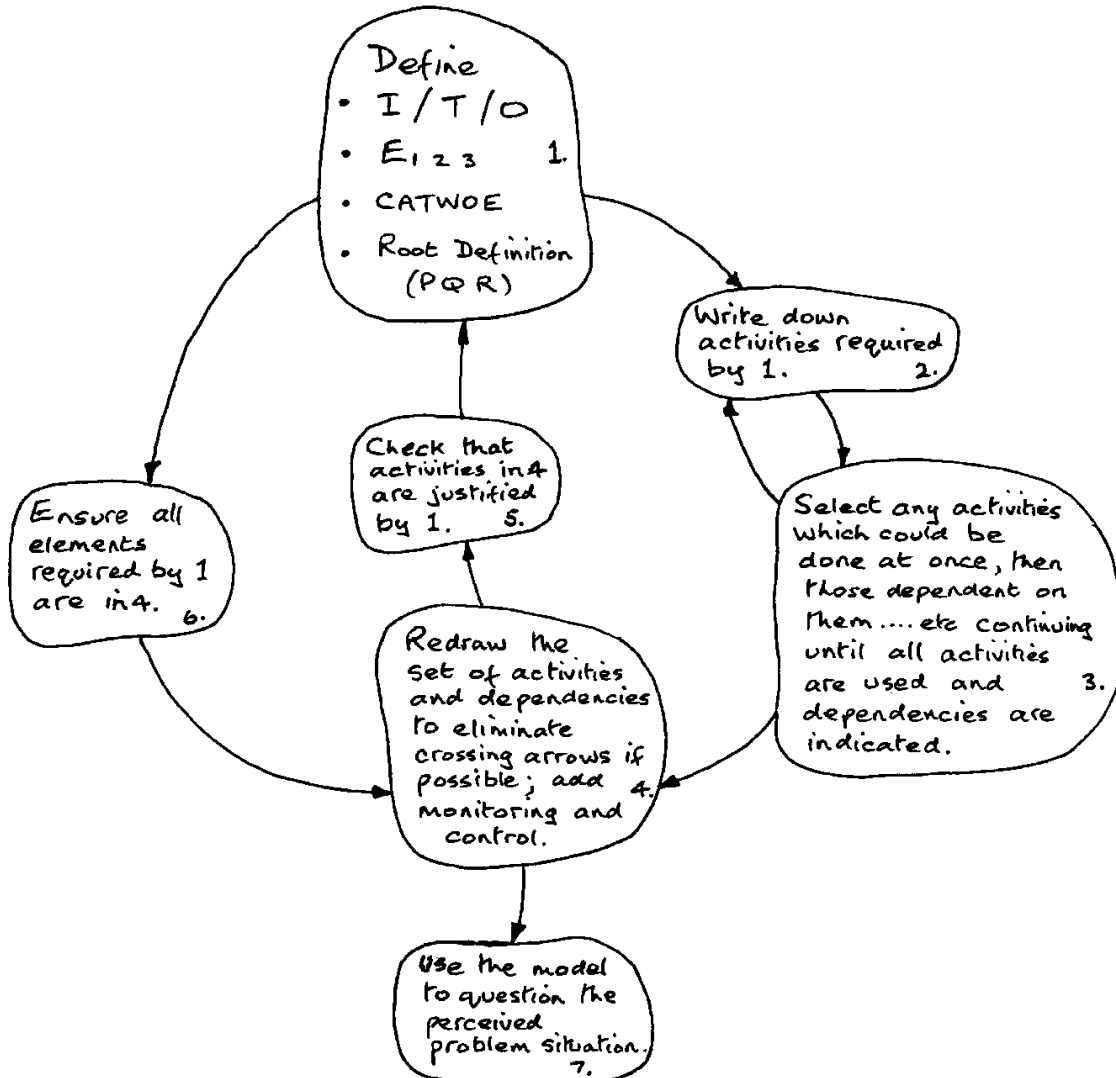 Define
• I / T / O
• E₁ ₂ ₃ 1.
• CATWOE
• Root Definition
(PQR)
Write down
activities required
by 1. 2.
Select any activities
which could be
done at once, then
those dependent on
them.... etc continuing
until all activities
are used and 3.
dependencies are
indicated.
Redraw the
set of activities
and dependencies
to eliminate
crossing arrows if
possible; add 4.
monitoring and
control.
Check that
activities in 4
are justified
by 1. 5.
Ensure all
elements
required by 1
are in 4.
6.
Use the model
to question the
perceived
problem situation.
7.